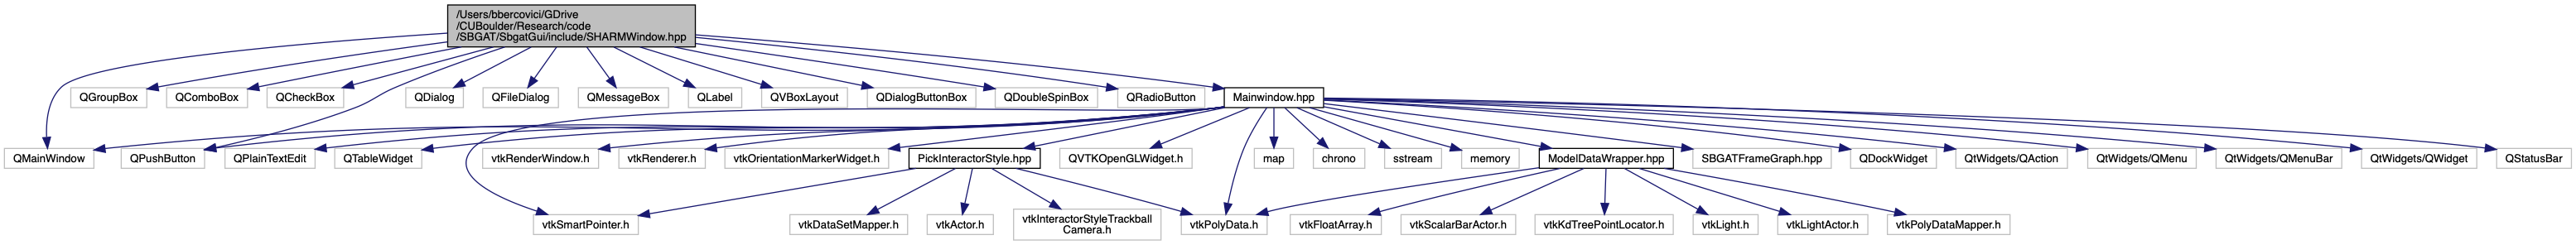 /Users/bbercovici/GDrive
/CUBoulder/Research/code
/SBGAT/SbgatGui/include/SHARMWindow.hpp
QGroupBox
QComboBox
QCheckBox
QDialog
QFileDialog
QMessageBox
QLabel
QVBoxLayout
QDialogButtonBox
QDoubleSpinBox
QRadioButton
Mainwindow.hpp
QMainWindow
QPushButton
QPlainTextEdit
QTableWidget
vtkRenderWindow.h
vtkRenderer.h
vtkOrientationMarkerWidget.h
PickInteractorStyle.hpp
QVTKOpenGLWidget.h
map
chrono
sstream
memory
ModelDataWrapper.hpp
SBGATFrameGraph.hpp
QDockWidget
QtWidgets/QAction
QtWidgets/QMenu
QtWidgets/QMenuBar
QtWidgets/QWidget
QStatusBar
vtkSmartPointer.h
vtkDataSetMapper.h
vtkActor.h
vtkInteractorStyleTrackball
Camera.h
vtkPolyData.h
vtkFloatArray.h
vtkScalarBarActor.h
vtkKdTreePointLocator.h
vtkLight.h
vtkLightActor.h
vtkPolyDataMapper.h